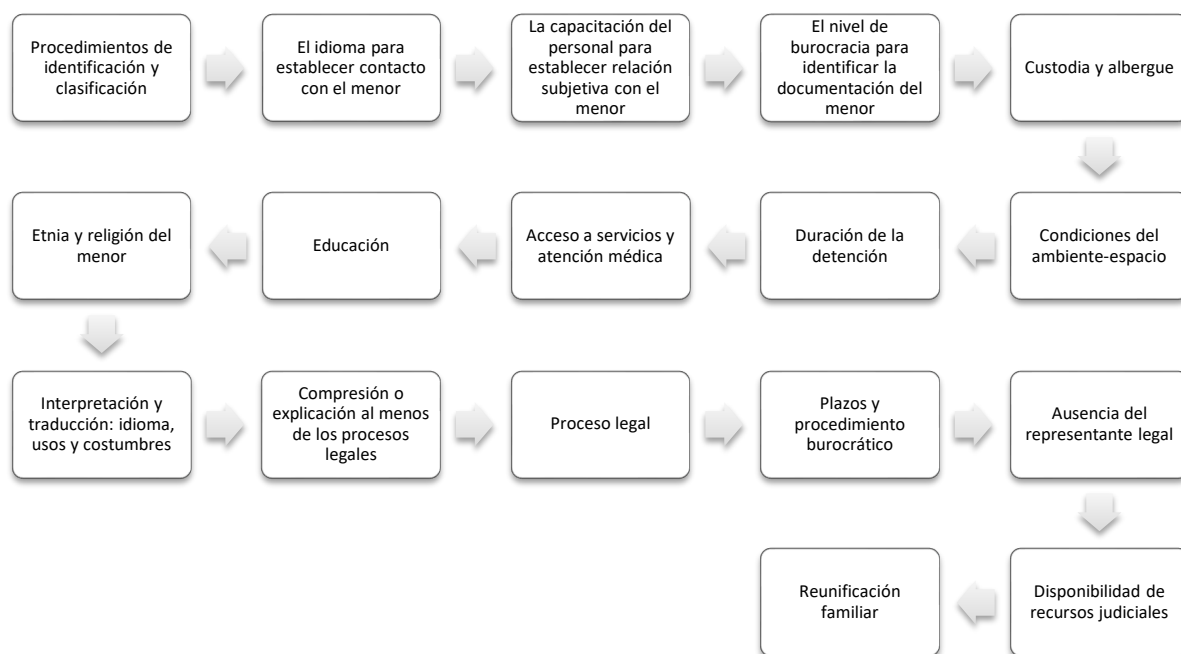 Procedimientos de
identificación y
clasificación
El idioma para
establecer contacto
con el menor
La capacitación del
personal para
establecer relación
subjetiva con el
menor
El nivel de
burocracia para
identificar la
documentación del
menor
Custodia y albergue
Condiciones del
ambiente-espacio
Duración de la
detención
Acceso a servicios y
atención médica
Educación
Etnia y religión del
menor
Interpretación y
traducción: idioma,
usos y costumbres
Compresión o
explicación al menos
de los procesos
legales
Proceso legal
Plazos y
procedimiento
burocrático
Ausencia del
representante legal
Disponibilidad de
recursos judiciales
Reunificación
familiar